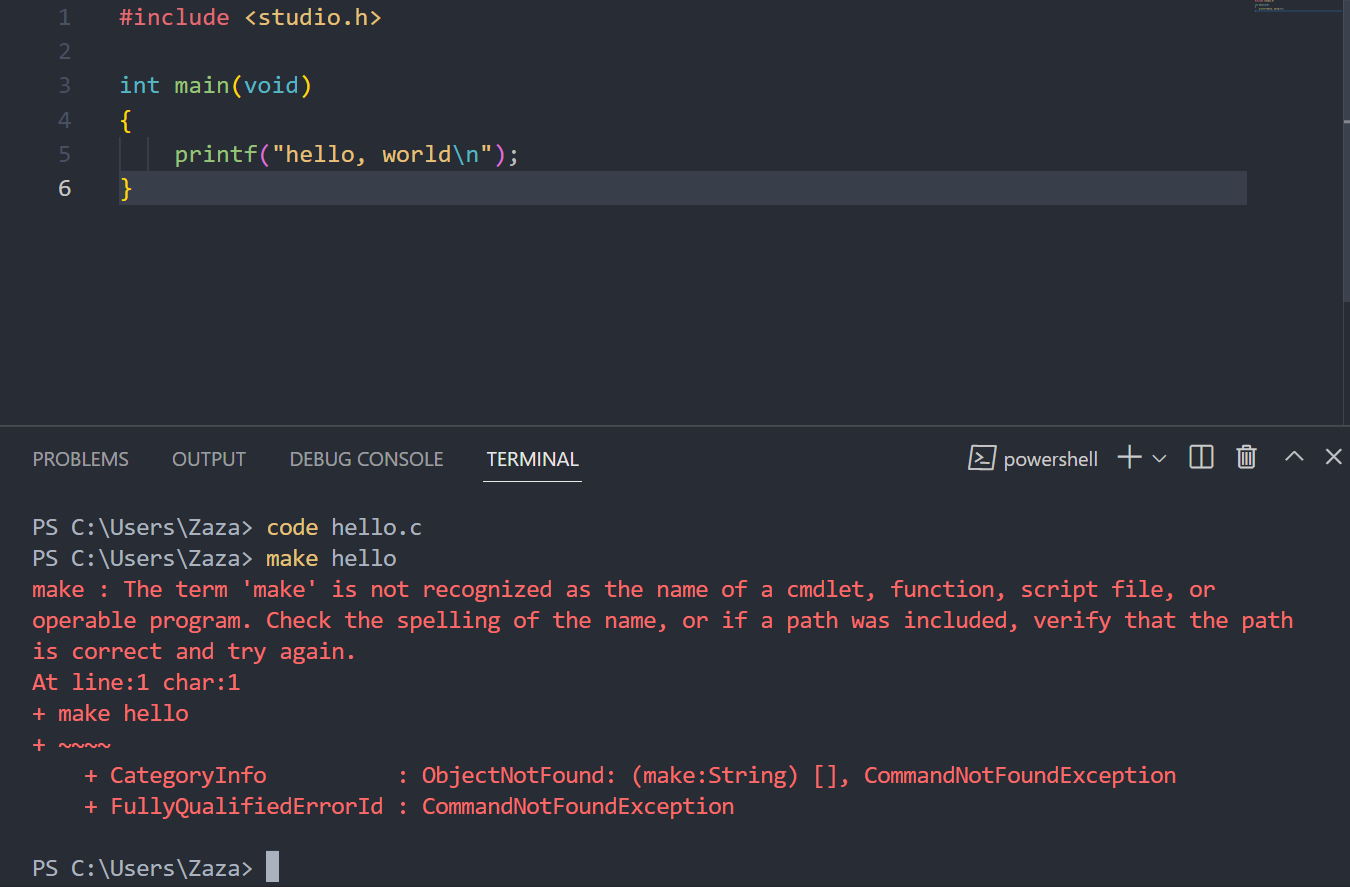 1 #include <studio.h>
2
3 int main(void)
4 {
5     printf("hello, world\n");
6 }
PROBLEMS OUTPUT DEBUG CONSOLE TERMINAL powershell
PS C:\Users\Zaza> code hello.c
PS C:\Users\Zaza> make hello
make : The term 'make' is not recognized as the name of a cmdlet, function, script file, or
operable program. Check the spelling of the name, or if a path was included, verify that the path
is correct and try again.
At line:1 char:1
+ make hello
+ ~~~~
    + CategoryInfo          : ObjectNotFound: (make:String) [], CommandNotFoundException
    + FullyQualifiedErrorId : CommandNotFoundException
PS C:\Users\Zaza>